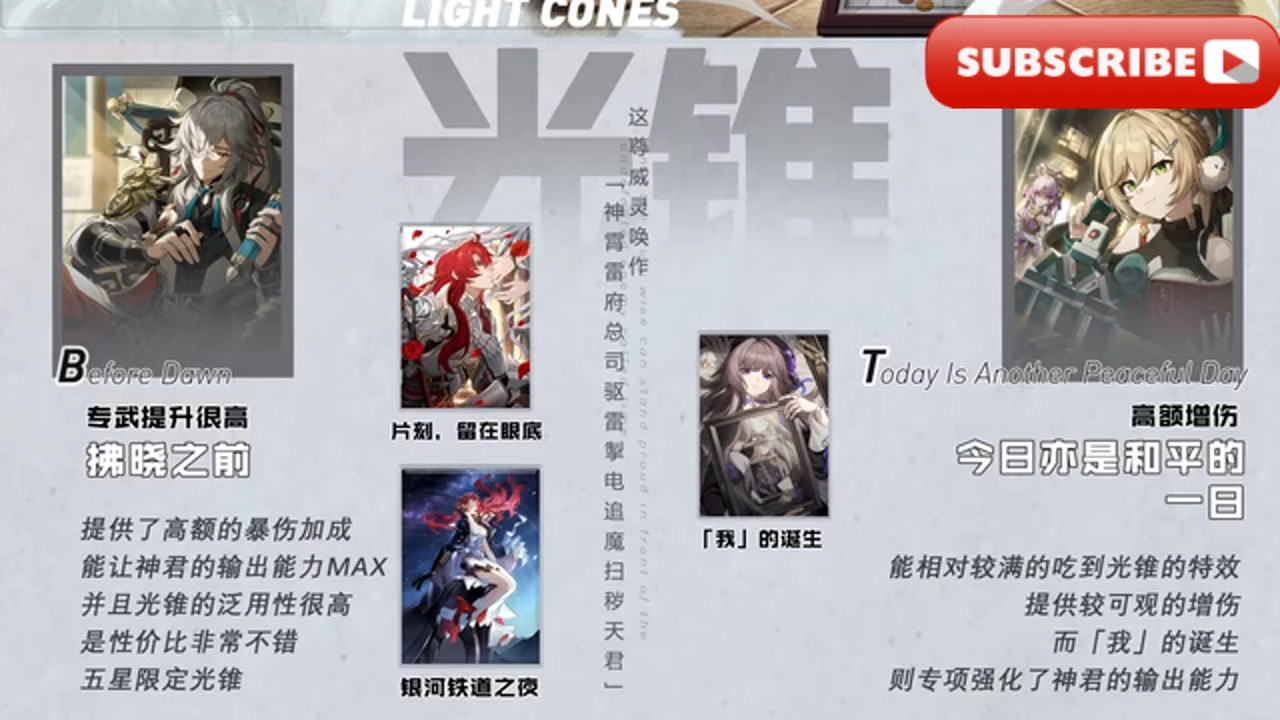 LIGHT CONES
SUBSCRIBE
光锥
这尊威灵唤作
「神霄雷府总司驱雷掣电追魔扫秽天君」
wise can stand proud in front of the
Before Dawn
专武提升很高
拂晓之前
提供了高额的暴伤加成
能让神君的输出能力MAX
并且光锥的泛用性很高
是性价比非常不错
五星限定光锥
片刻，留在眼底
银河铁道之夜
「我」的诞生
Today Is Another Peaceful Day
高额增伤
今日亦是和平的
一日
能相对较满的吃到光锥的特效
提供较可观的增伤
而「我」的诞生
则专项强化了神君的输出能力